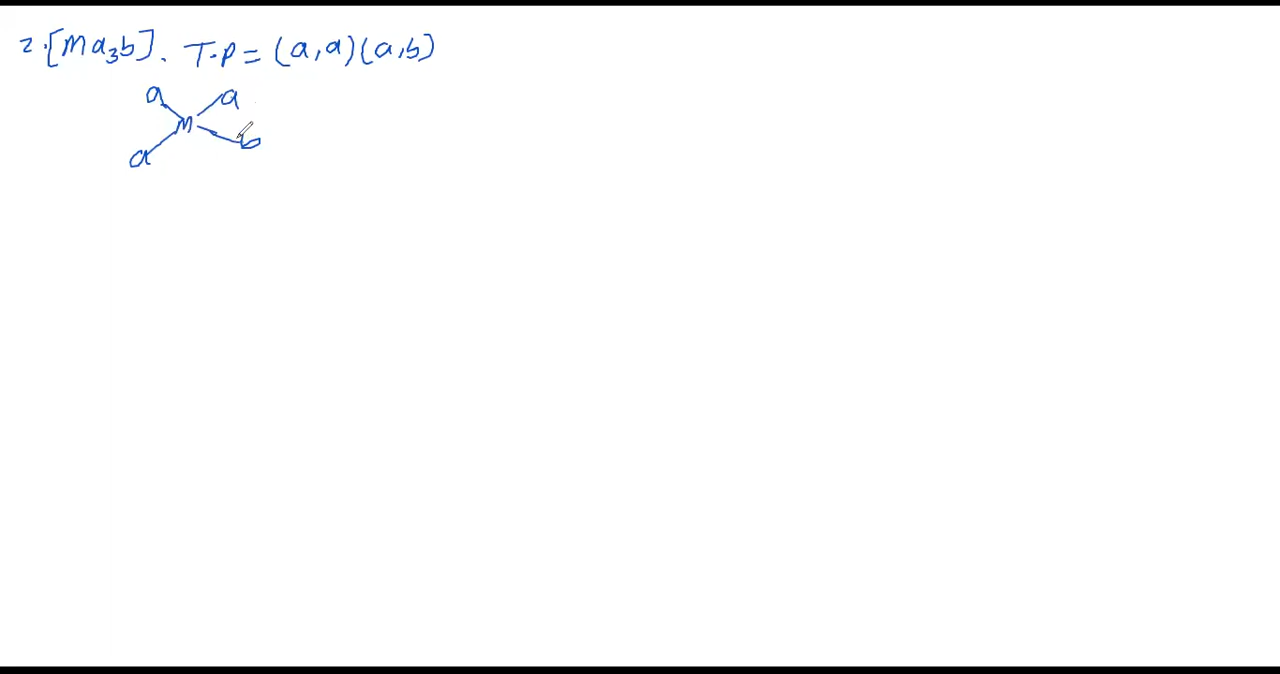 2.[Ma₃b]. T.P = (a,a)(a,b)
a a
M
a b